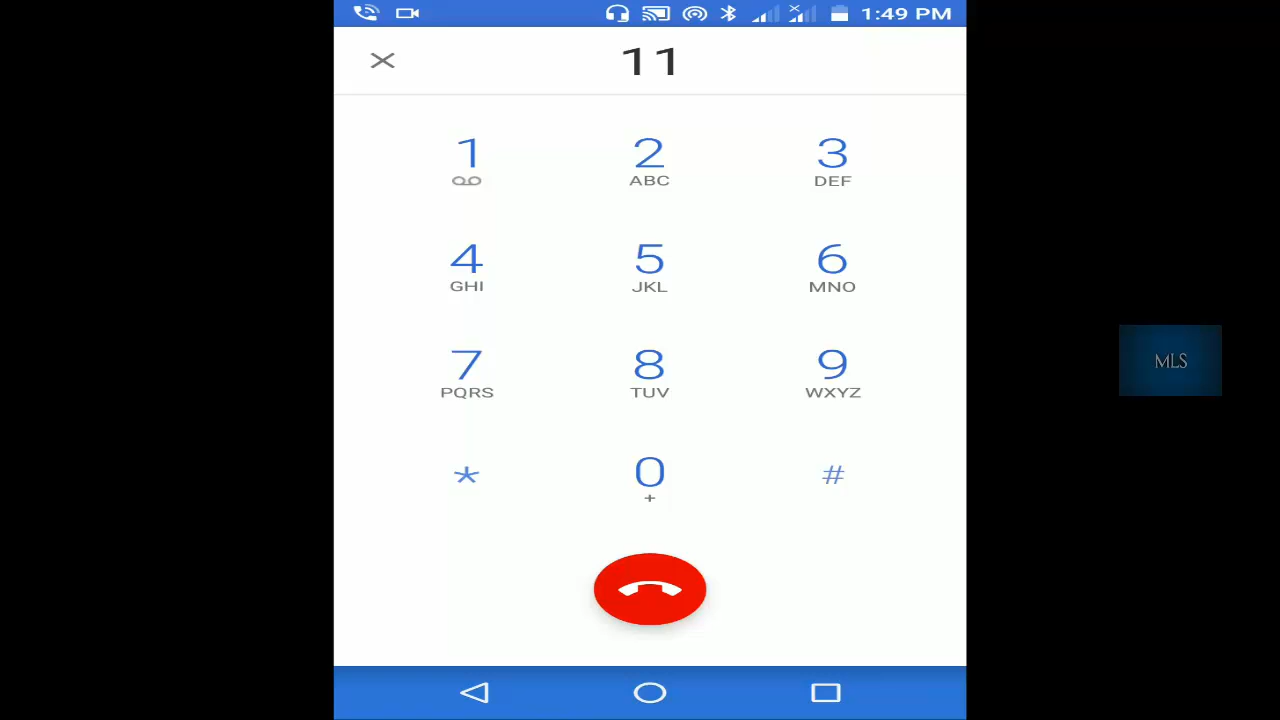 1:49 PM
11
1 2 3
ABC DEF
4 5 6
GHI JKL MNO
7 8 9
PQRS TUV WXYZ
* 0 #
+
MLS